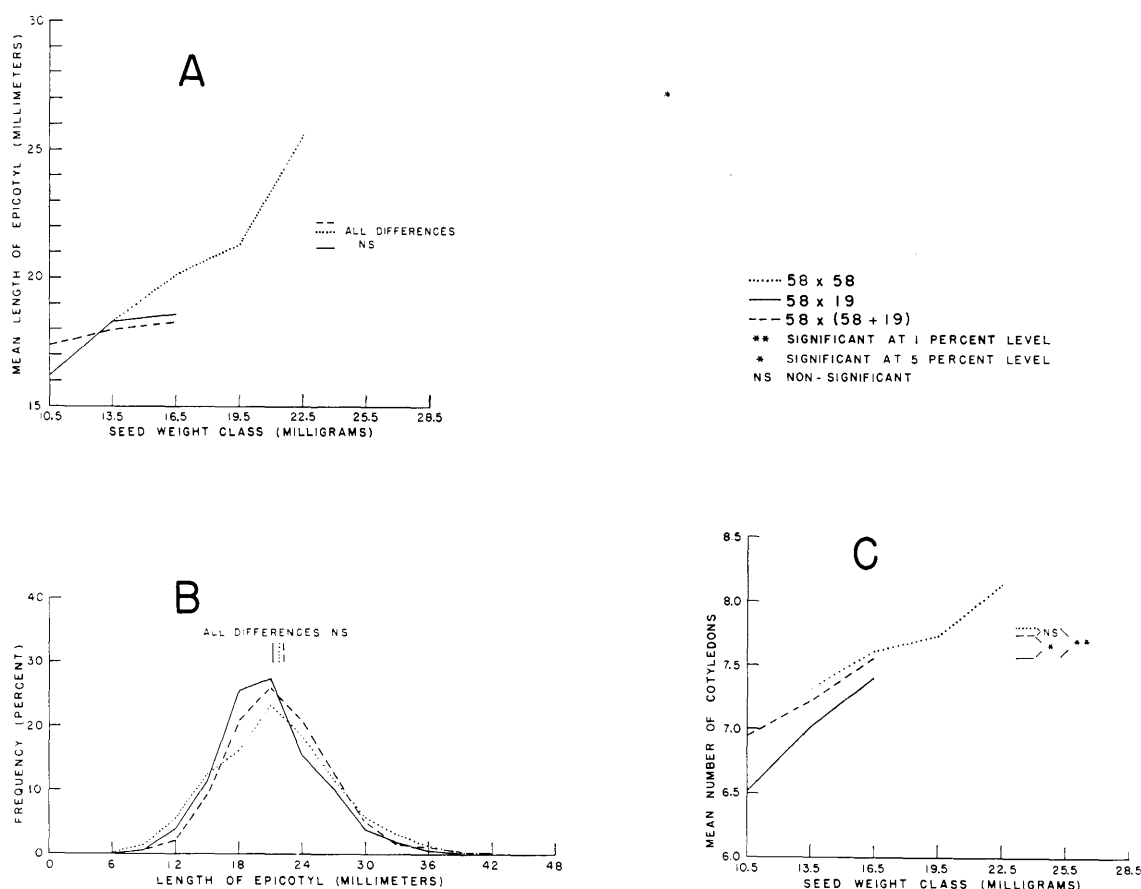 A
MEAN LENGTH OF EPICOTYL (MILLIMETERS)
30
25
20
15
ALL DIFFERENCES
NS
10.5 13.5 16.5 19.5 22.5 25.5 28.5
SEED WEIGHT CLASS (MILLIGRAMS)
*
58 x 58
58 x 19
58 x (58 + 19)
** SIGNIFICANT AT 1 PERCENT LEVEL
* SIGNIFICANT AT 5 PERCENT LEVEL
NS NON-SIGNIFICANT
B
ALL DIFFERENCES NS
FREQUENCY (PERCENT)
40
30
20
10
0
0 6 12 18 24 30 36 42 48
LENGTH OF EPICOTYL (MILLIMETERS)
C
MEAN NUMBER OF COTYLEDONS
8.5
8.0
7.5
7.0
6.5
6.0
NS
* **
10.5 13.5 16.5 19.5 22.5 25.5 28.5
SEED WEIGHT CLASS (MILLIGRAMS)